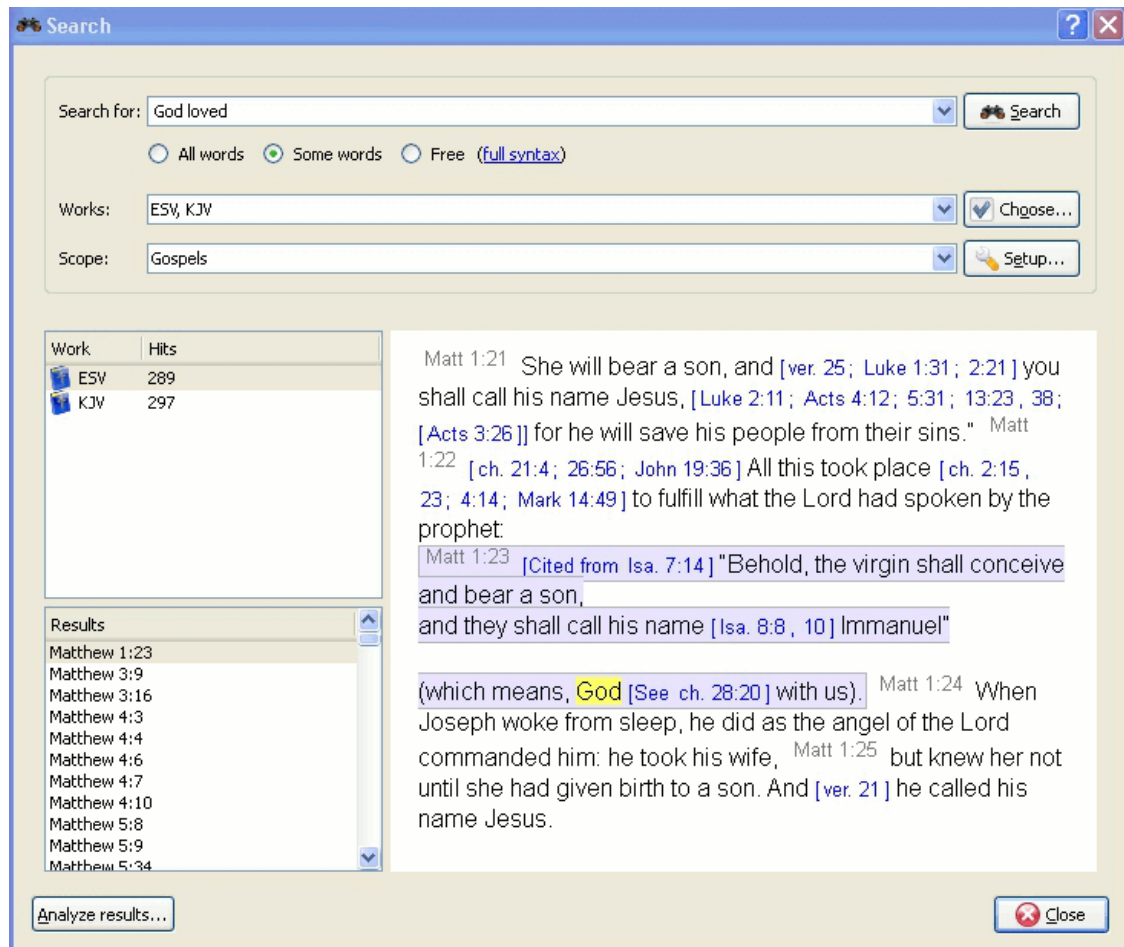 Search
Search for: God loved Search
All words Some words Free (full syntax)
Works: ESV, KJV Choose...
Scope: Gospels Setup...
Work Hits
ESV 289
KJV 297
Results
Matthew 1:23
Matthew 3:9
Matthew 3:16
Matthew 4:3
Matthew 4:4
Matthew 4:6
Matthew 4:7
Matthew 4:10
Matthew 5:8
Matthew 5:9
Matthew 5:34
Matt 1:21 She will bear a son, and [ver. 25; Luke 1:31; 2:21] you
shall call his name Jesus, [Luke 2:11; Acts 4:12; 5:31; 13:23, 38;
[Acts 3:26]] for he will save his people from their sins." Matt
1:22 [ch. 21:4; 26:56; John 19:36] All this took place [ch. 2:15,
23; 4:14; Mark 14:49] to fulfill what the Lord had spoken by the
prophet:
Matt 1:23 [Cited from Isa. 7:14] "Behold, the virgin shall conceive
and bear a son,
and they shall call his name [Isa. 8:8, 10] Immanuel"
(which means, God [See ch. 28:20] with us). Matt 1:24 When
Joseph woke from sleep, he did as the angel of the Lord
commanded him: he took his wife, Matt 1:25 but knew her not
until she had given birth to a son. And [ver. 21] he called his
name Jesus.
Analyze results... Close